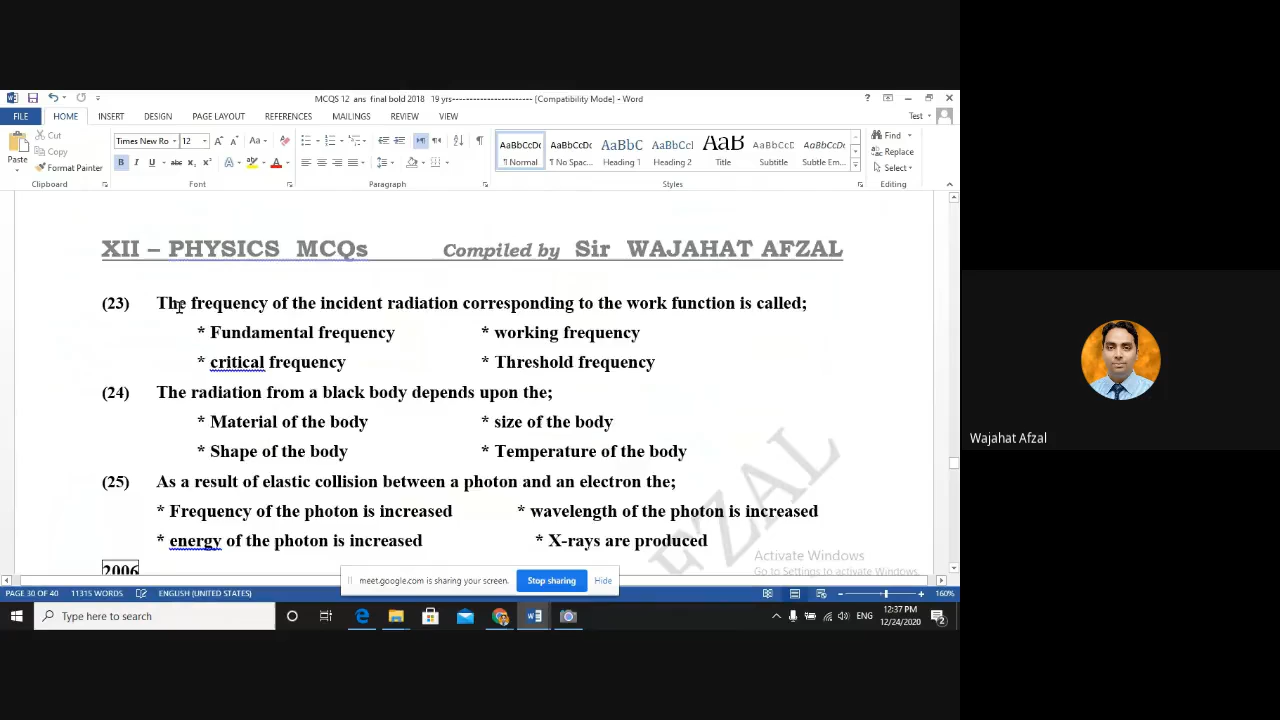 MCQS 12 ans final bold 2018 19 yrs------------------------ [Compatibility Mode] - Word
FILE HOME INSERT DESIGN PAGE LAYOUT REFERENCES MAILINGS REVIEW VIEW Test
Paste Cut Copy Format Painter
Times New Ro 12
AaBbCcDc AaBbCcDc AaBbC AaBbCcl AaB AaBbCcD AaBbCcDc
¶ Normal ¶ No Spac... Heading 1 Heading 2 Title Subtitle Subtle Em...
Find Replace Select
Clipboard Font Paragraph Styles Editing
XII – PHYSICS MCQs Compiled by Sir WAJAHAT AFZAL
(23) The frequency of the incident radiation corresponding to the work function is called;
* Fundamental frequency * working frequency
* critical frequency * Threshold frequency
(24) The radiation from a black body depends upon the;
* Material of the body * size of the body
* Shape of the body * Temperature of the body
(25) As a result of elastic collision between a photon and an electron the;
* Frequency of the photon is increased * wavelength of the photon is increased
* energy of the photon is increased * X-rays are produced
2006
FZAL
Activate Windows
Go to Settings to activate Windows.
meet.google.com is sharing your screen. Stop sharing Hide
PAGE 30 OF 40 11315 WORDS ENGLISH (UNITED STATES) 160%
Type here to search
ENG 12:37 PM
12/24/2020
2
Wajahat Afzal